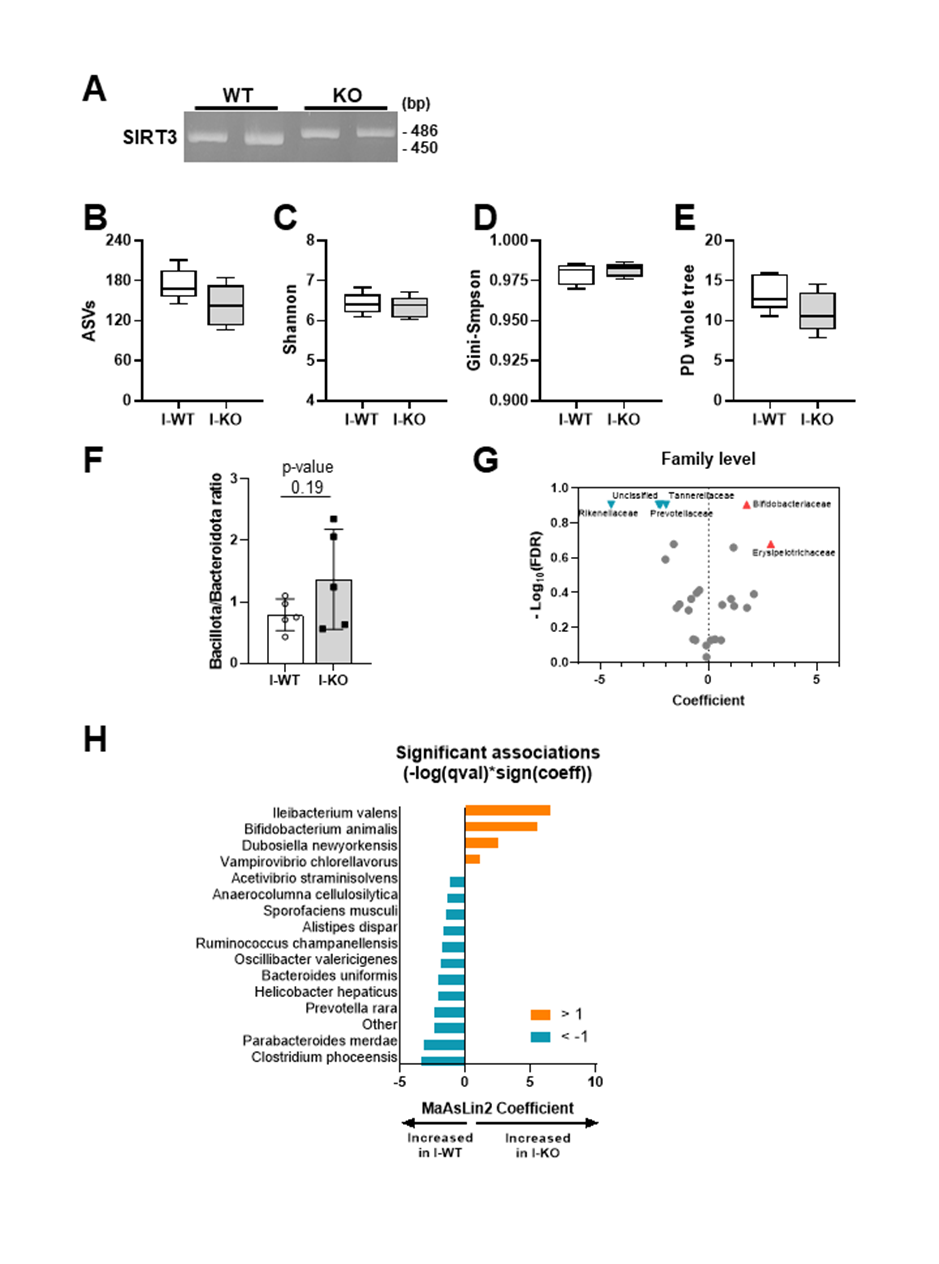 A
WT KO (bp)
SIRT3
- 486
- 450
B
ASVs
240
180
120
60
0
I-WT I-KO
C
Shannon
8
7
6
5
4
I-WT I-KO
D
Gini-Smpson
1.000
0.975
0.950
0.925
0.900
I-WT I-KO
E
PD whole tree
20
15
10
5
0
I-WT I-KO
F
p-value
0.19
Bacillota/Bacteroidota ratio
3
2
1
0
I-WT I-KO
G
Family level
- Log10(FDR)
1.0
0.8
0.6
0.4
0.2
0.0
Unclssified Tannerellaceae
Rikenellaceae Prevotellaceae
Bifidobacteriaceae
Erysipelotrichaceae
-5 0 5
Coefficient
H
Significant associations
(-log(qval)*sign(coeff))
Ileibacterium valens
Bifidobacterium animalis
Dubosiella newyorkensis
Vampirovibrio chlorellavorus
Acetivibrio straminisolvens
Anaerocolumna cellulosilytica
Sporofaciens musculi
Alistipes dispar
Ruminococcus champanellensis
Oscillibacter valericigenes
Bacteroides uniformis
Helicobacter hepaticus
Prevotella rara
Other
Parabacteroides merdae
Clostridium phoceensis
> 1
< -1
-5 0 5 10
MaAsLin2 Coefficient
Increased
in I-WT
Increased
in I-KO